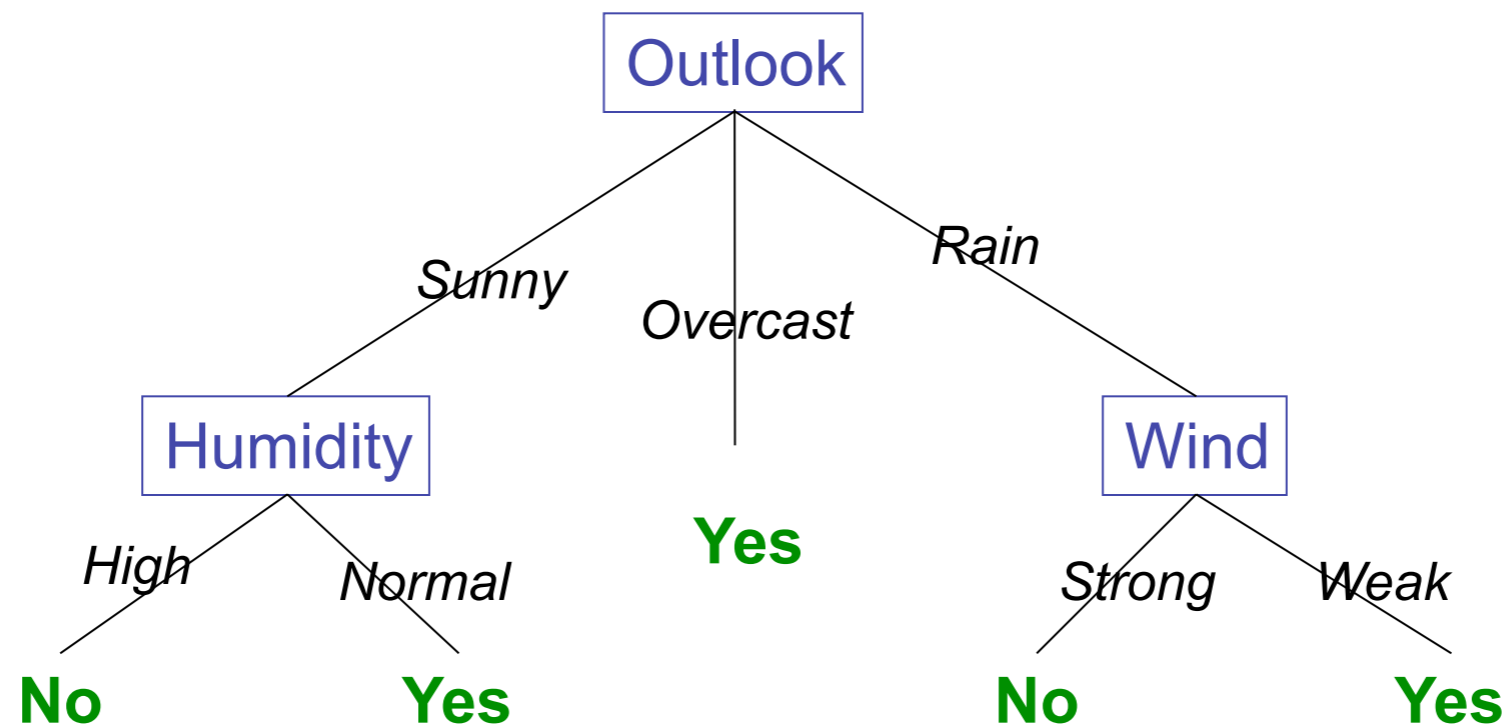 Outlook
Sunny
Overcast
Rain
Humidity
Wind
High
Normal
Yes
Strong
Weak
No
Yes
No
Yes